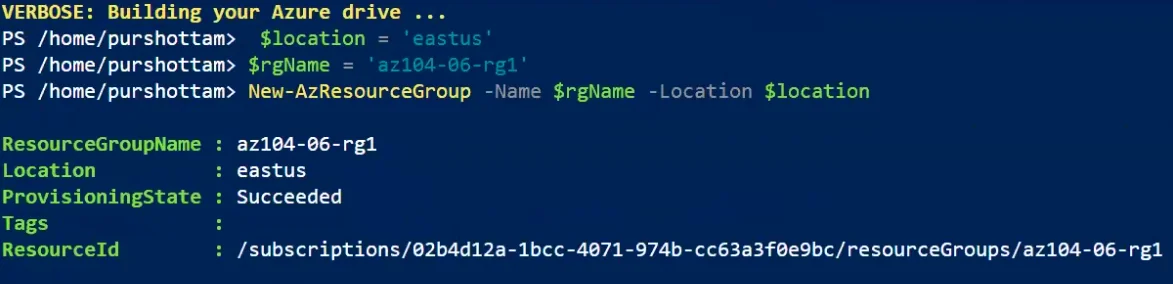 VERBOSE: Building your Azure drive ...
PS /home/purshottam>  $location = 'eastus'
PS /home/purshottam> $rgName = 'az104-06-rg1'
PS /home/purshottam> New-AzResourceGroup -Name $rgName -Location $location
ResourceGroupName : az104-06-rg1
Location          : eastus
ProvisioningState : Succeeded
Tags              :
ResourceId        : /subscriptions/02b4d12a-1bcc-4071-974b-cc63a3f0e9bc/resourceGroups/az104-06-rg1